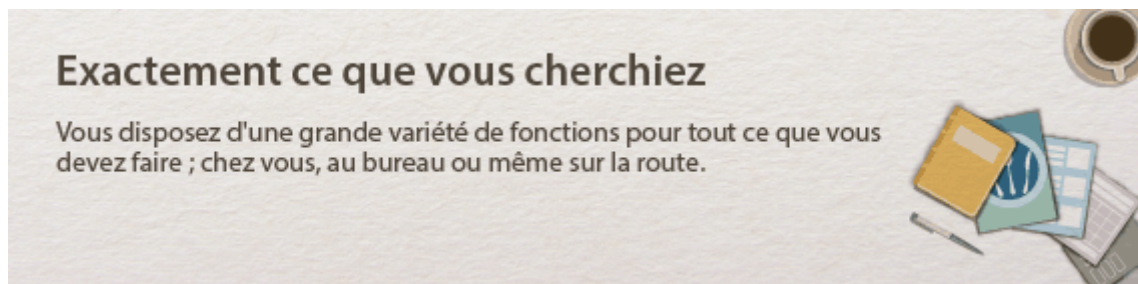 Exactement ce que vous cherchiez
Vous disposez d'une grande variété de fonctions pour tout ce que vous
devez faire ; chez vous, au bureau ou même sur la route.